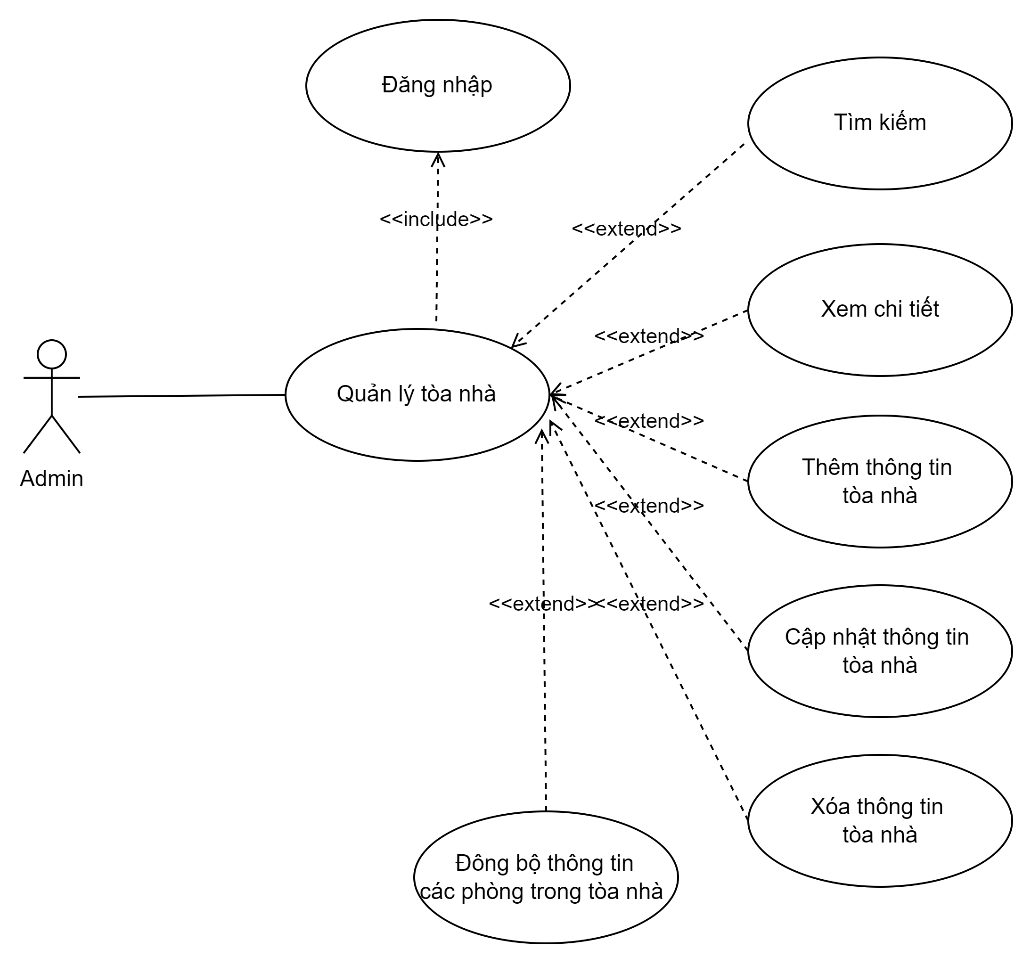 Đăng nhập
Tìm kiếm
<<include>>
<<extend>>
Xem chi tiết
<<extend>>
Quản lý tòa nhà
Admin
<<extend>>
Thêm thông tin
tòa nhà
<<extend>>
<<extend>>
<<extend>>
Cập nhật thông tin
tòa nhà
Xóa thông tin
tòa nhà
Đông bộ thông tin
các phòng trong tòa nhà